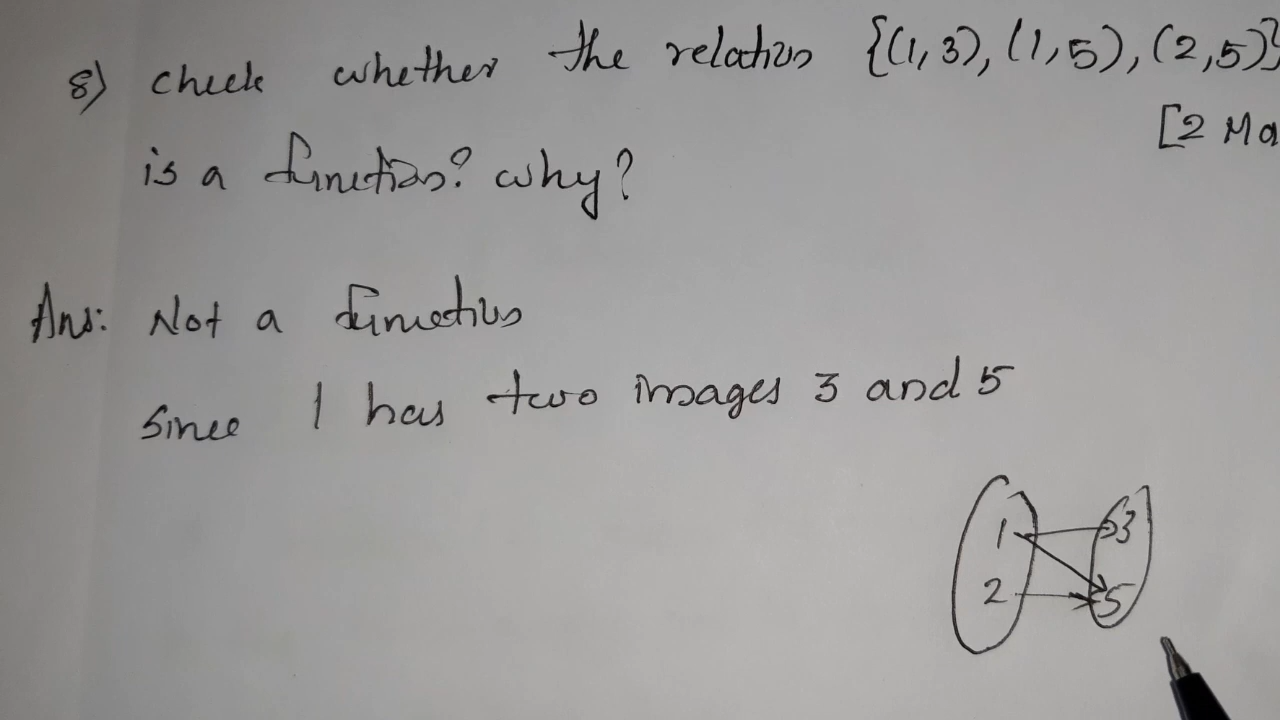 8) check whether the relation {(1,3), (1,5), (2,5)}
[2 Ma
is a function? why?
Ans: Not a function
Since 1 has two images 3 and 5
1 3
2 5